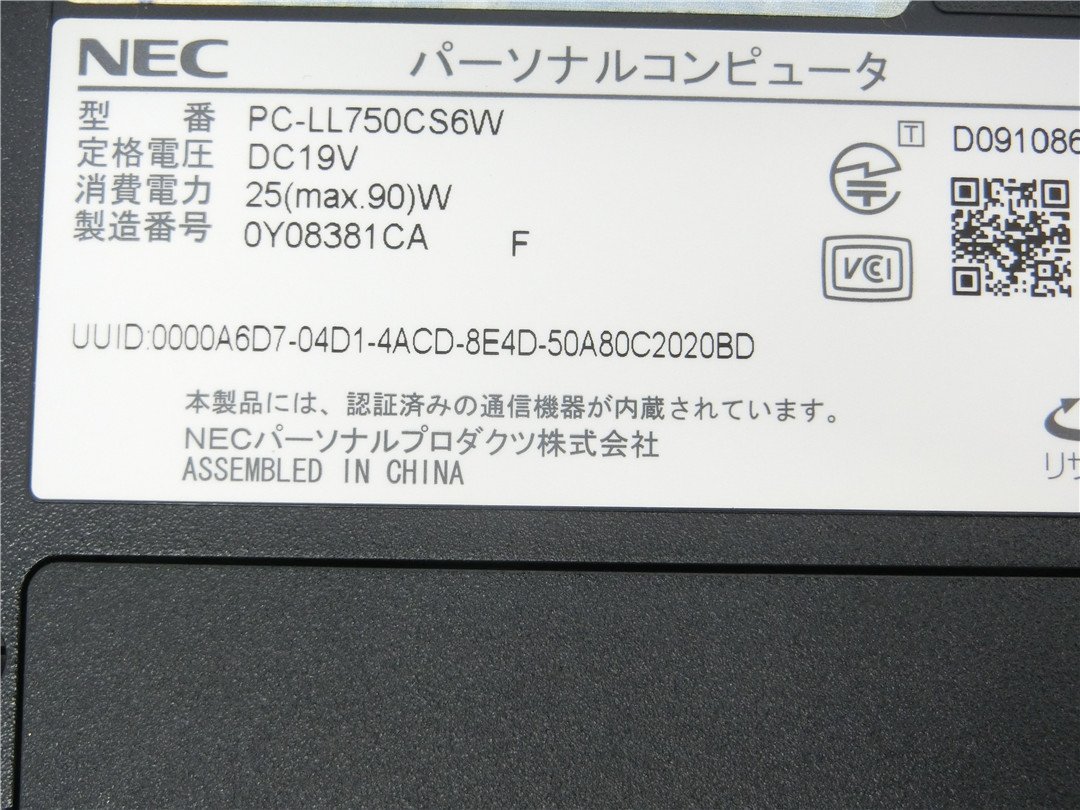 NEC パーソナルコンピュータ
型番 PC-LL750CS6W
定格電圧 DC19V
消費電力 25(max.90)W
製造番号 0Y08381CA F
T D091086
VCI
UUID:0000A6D7-04D1-4ACD-8E4D-50A80C2020BD
本製品には、認証済みの通信機器が内蔵されています。
NECパーソナルプロダクツ株式会社
ASSEMBLED IN CHINA
リサ